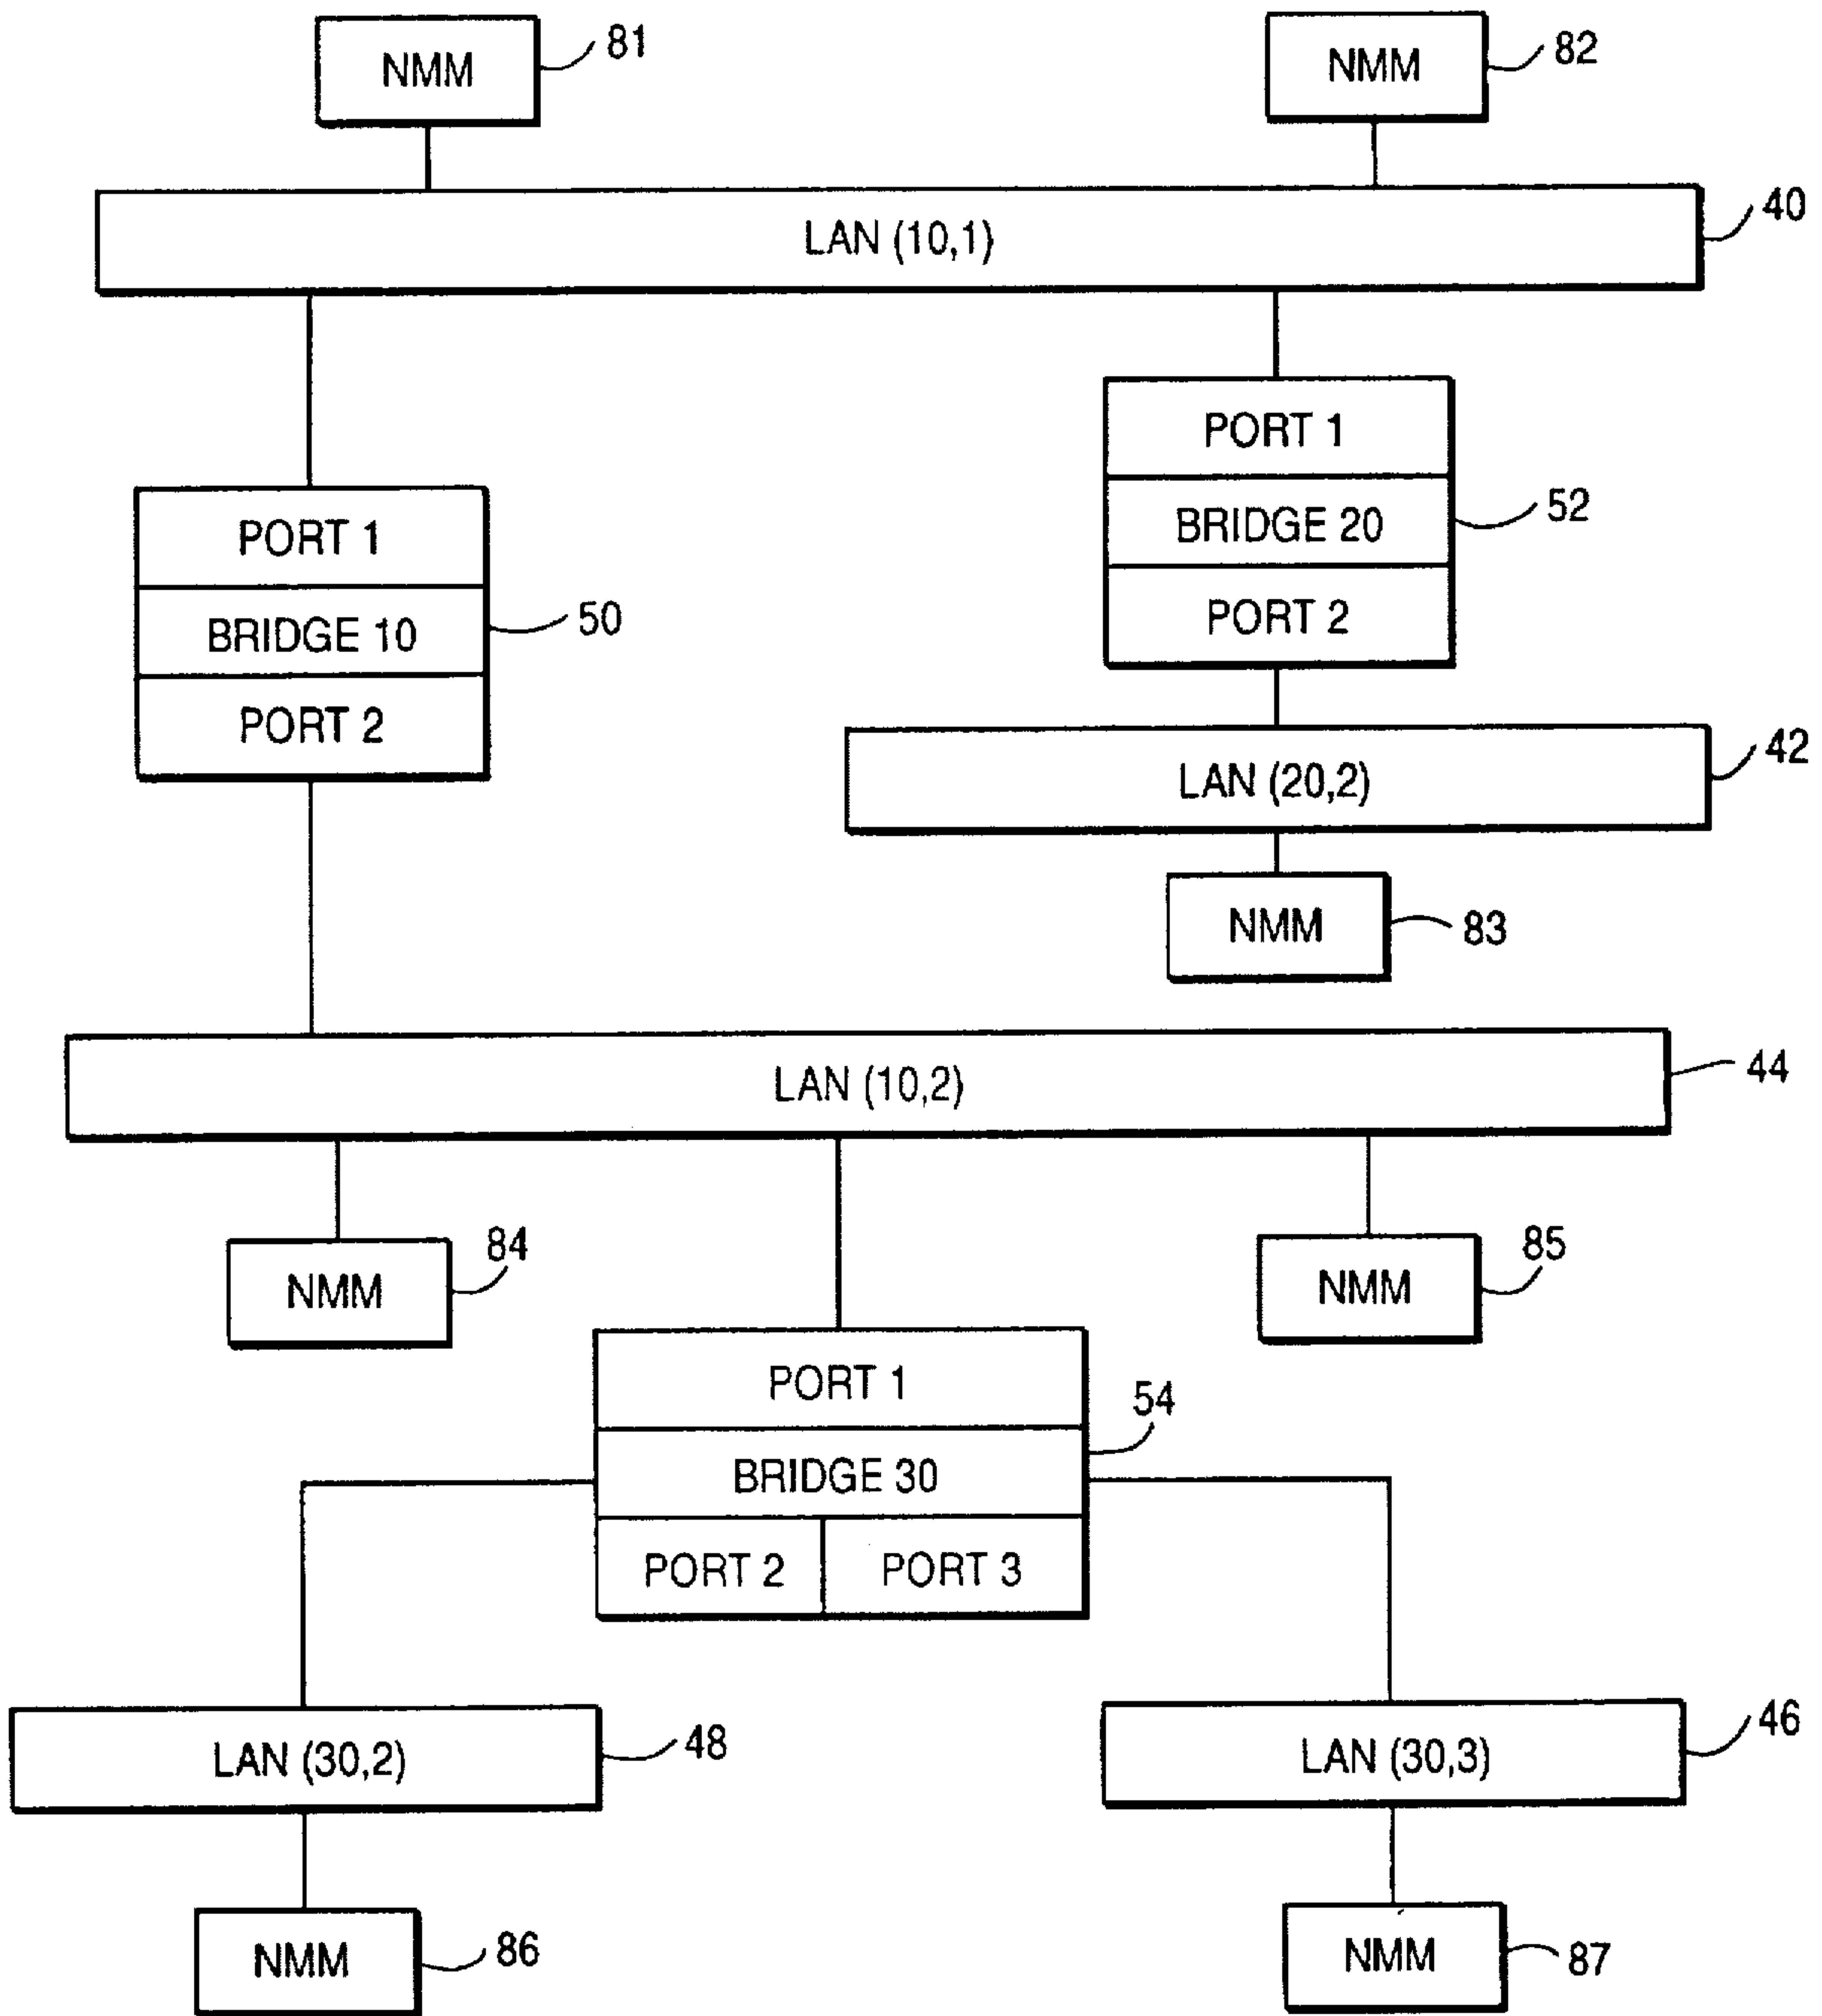 NMM
81
NMM
82
LAN (10,1)
40
PORT 1
BRIDGE 20
PORT 2
52
PORT 1
BRIDGE 10
PORT 2
50
LAN (20,2)
42
NMM
83
LAN (10,2)
44
NMM
84
NMM
85
PORT 1
BRIDGE 30
PORT 2
PORT 3
54
LAN (30,2)
48
LAN (30,3)
46
NMM
86
NMM
87